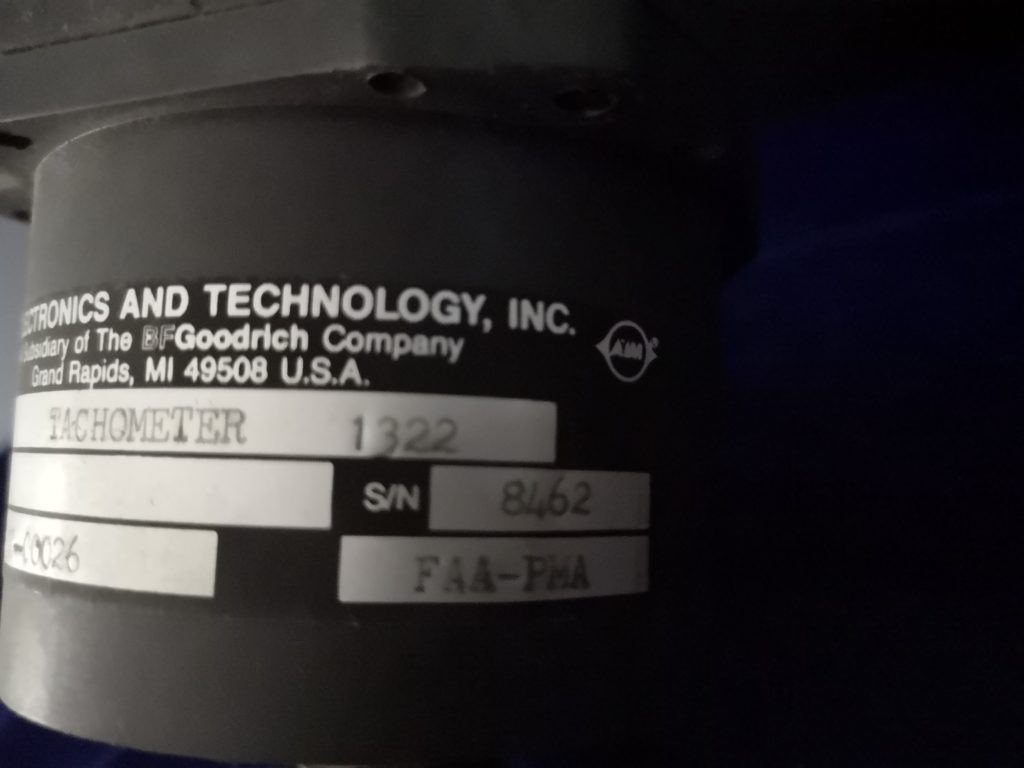 ECTRONICS AND TECHNOLOGY, INC.
Subsidiary of The BFGoodrich Company
Grand Rapids, MI 49508 U.S.A.
AIM
TACHOMETER 1322
S/N 8462
-00026
FAA-PMA